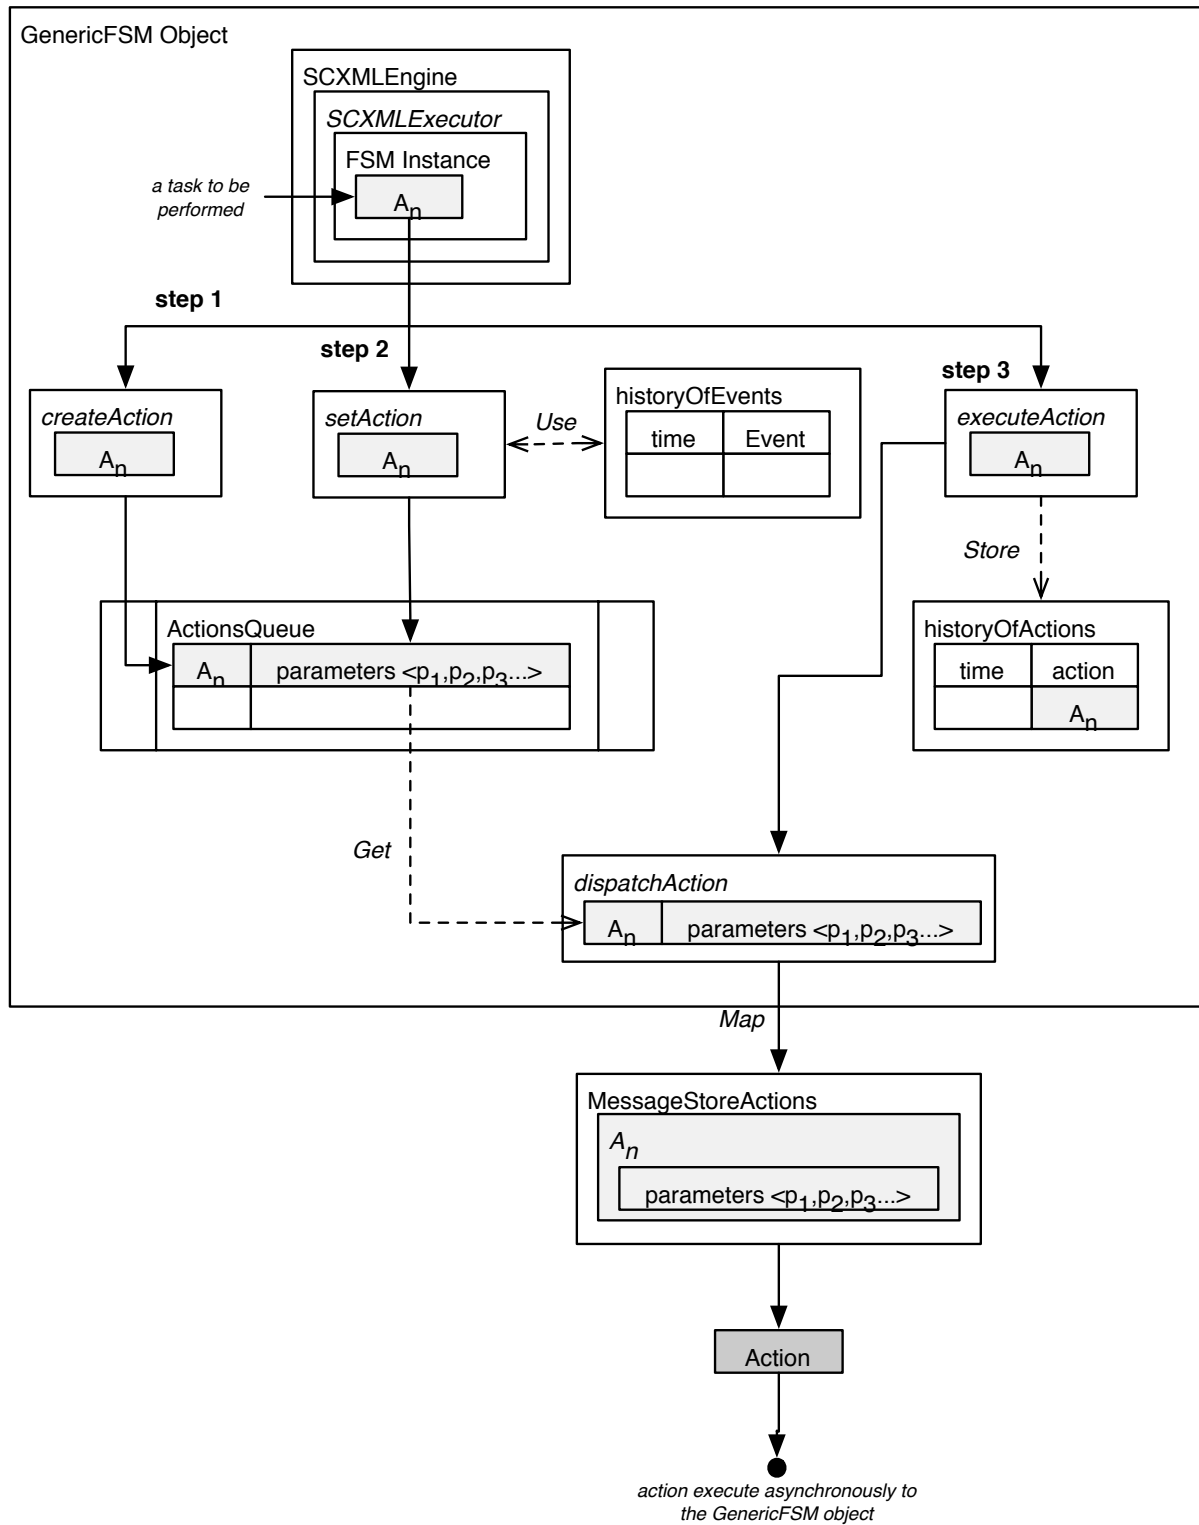 GenericFSM Object
SCXMLEngine
SCXMLExecutor
FSM Instance
a task to be
performed
An
step 1
step 2
step 3
createAction
An
setAction
An
Use
historyOfEvents
time Event
executeAction
An
Store
ActionsQueue
An parameters <p1,p2,p3...>
historyOfActions
time action
An
Get
dispatchAction
An parameters <p1,p2,p3...>
Map
MessageStoreActions
An
parameters <p1,p2,p3...>
Action
action execute asynchronously to
the GenericFSM object